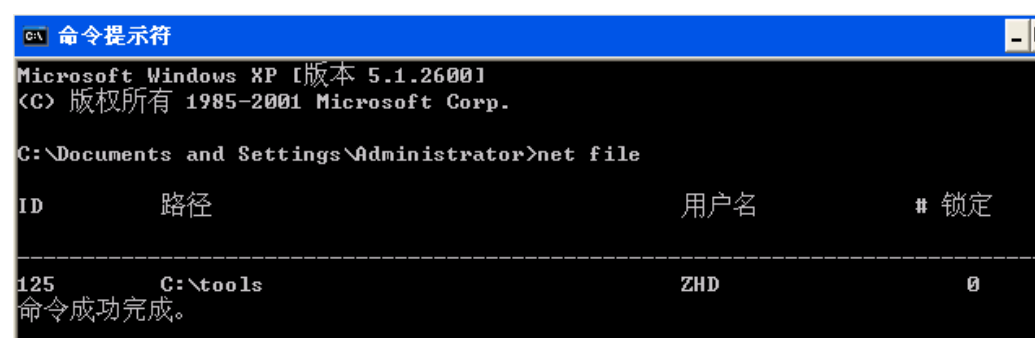 命令提示符
Microsoft Windows XP [版本 5.1.2600]
(C) 版权所有 1985-2001 Microsoft Corp.
C:\Documents and Settings\Administrator>net file
ID 路径 用户名 # 锁定
-------------------------------------------------------------------------------
125 C:\tools ZHD 0
命令成功完成。